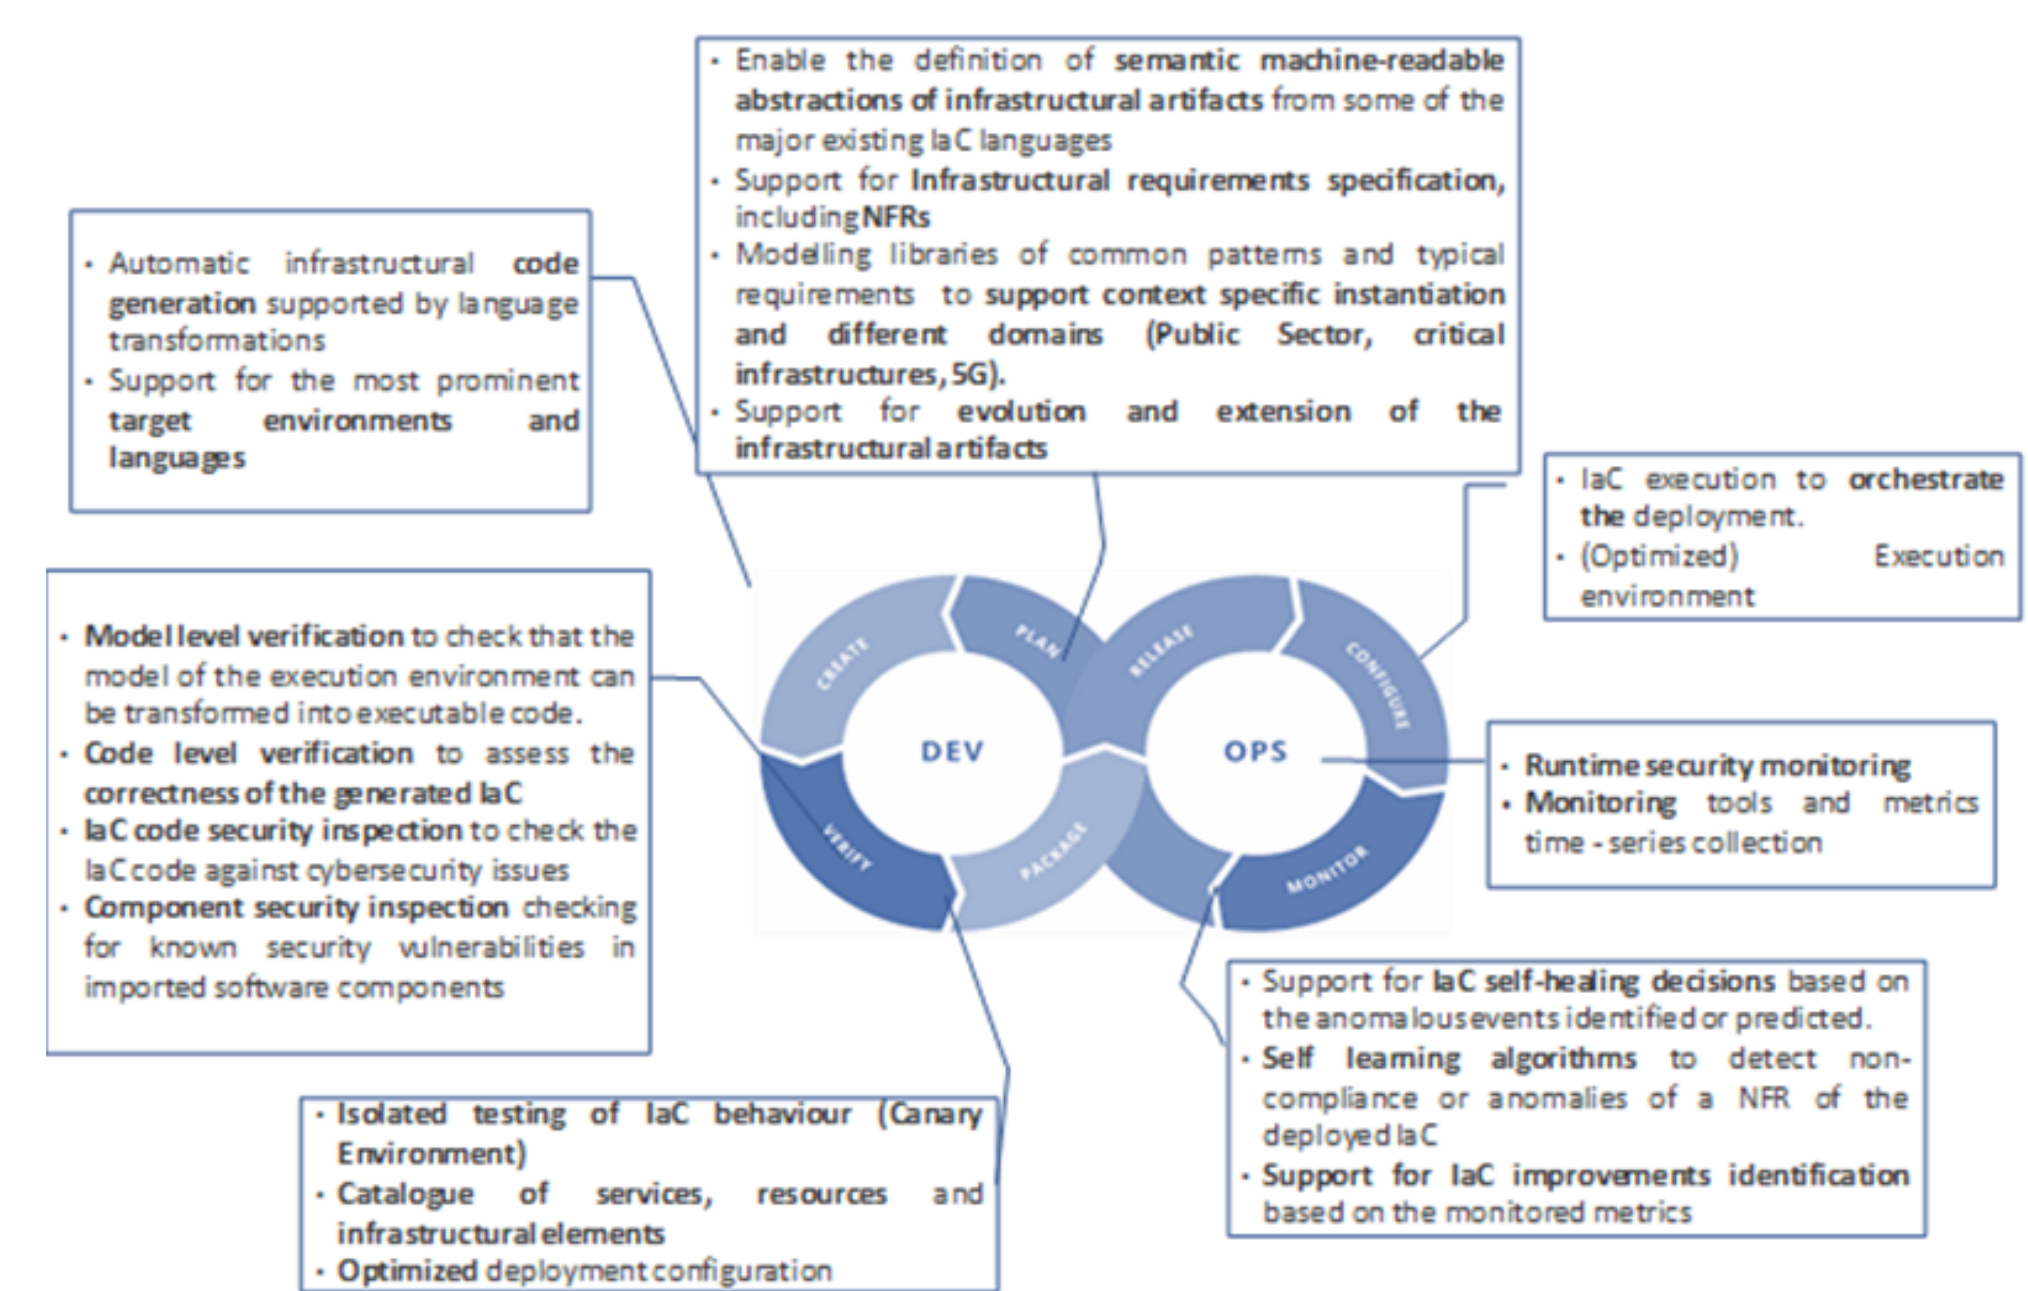 • Enable the definition of semantic machine-readable
abstractions of infrastructural artifacts from some of the
major existing IaC languages
• Support for Infrastructural requirements specification,
including NFRs
• Modelling libraries of common patterns and typical
requirements to support context specific instantiation
and different domains (Public Sector, critical
infrastructures, 5G).
• Support for evolution and extension of the
infrastructural artifacts
• Automatic infrastructural code
generation supported by language
transformations
• Support for the most prominent
target environments and
languages
• IaC execution to orchestrate
the deployment.
• (Optimized) Execution
environment
• Model level verification to check that the
model of the execution environment can
be transformed into executable code.
• Code level verification to assess the
correctness of the generated IaC
• IaC code security inspection to check the
IaC code against cybersecurity issues
• Component security inspection checking
for known security vulnerabilities in
imported software components
CREATE
PLAN
RELEASE
CONFIGURE
DEV
OPS
VERIFY
PACKAGE
MONITOR
• Runtime security monitoring
• Monitoring tools and metrics
time - series collection
• Support for IaC self-healing decisions based on
the anomalous events identified or predicted.
• Self learning algorithms to detect non-
compliance or anomalies of a NFR of the
deployed IaC
• Support for IaC improvements identification
based on the monitored metrics
• Isolated testing of IaC behaviour (Canary
Environment)
• Catalogue of services, resources and
infrastructural elements
• Optimized deployment configuration